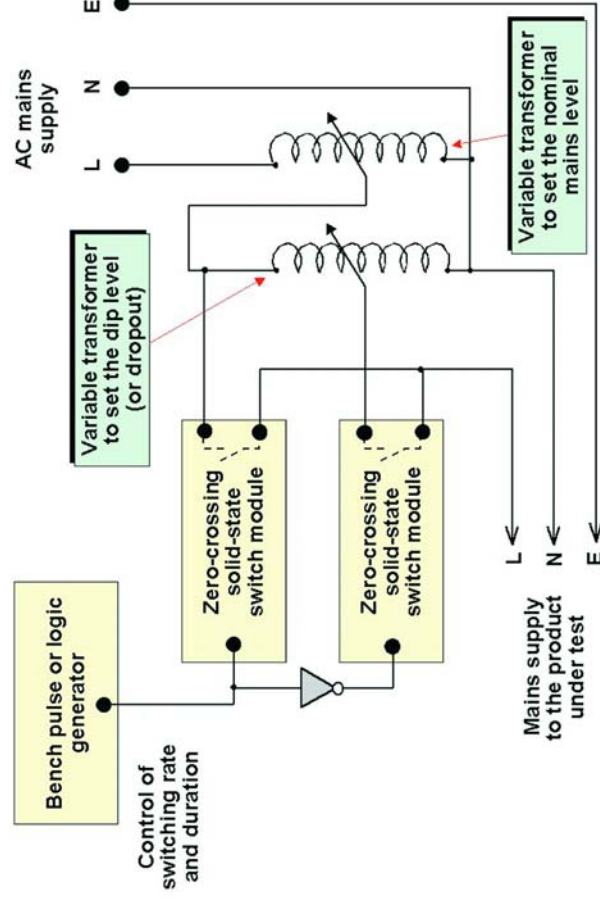 AC mains
supply
L
N
E
Variable transformer
to set the dip level
(or dropout)
Variable transformer
to set the nominal
mains level
Bench pulse or logic
generator
Zero-crossing
solid-state
switch module
Zero-crossing
solid-state
switch module
Control of
switching rate
and duration
Mains supply
to the product
under test
L
N
E